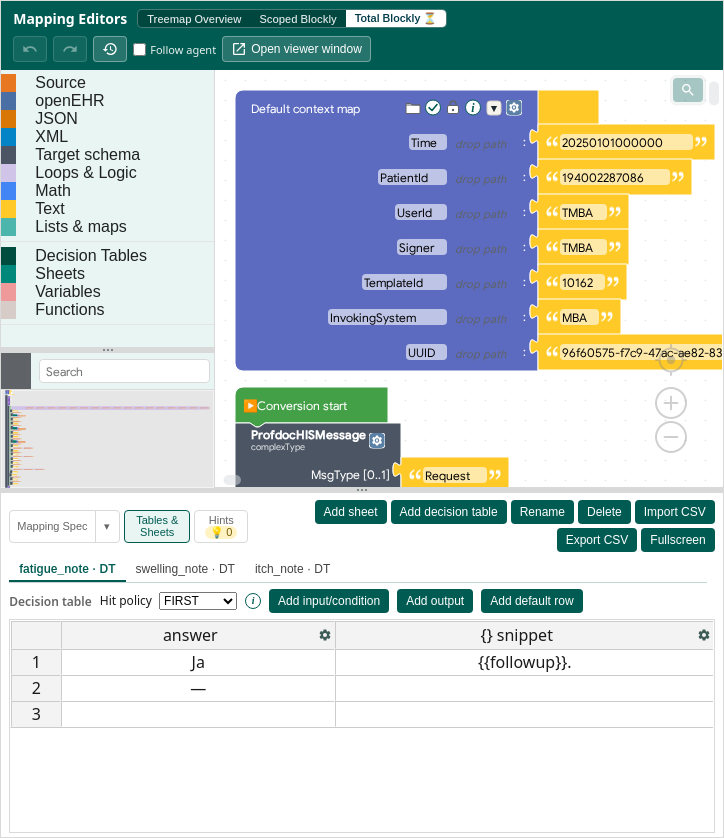 Mapping Editors
Treemap Overview Scoped Blockly Total Blockly ⏳
Follow agent Open viewer window
Source
openEHR
JSON
XML
Target schema
Loops & Logic
Math
Text
Lists & maps
Decision Tables
Sheets
Variables
Functions
Search
Default context map
Time drop path : “ 20250101000000 ”
PatientId drop path : “ 194002287086 ”
UserId drop path : “ TMBA ”
Signer drop path : “ TMBA ”
TemplateId drop path : “ 10162 ”
InvokingSystem drop path : “ MBA ”
UUID drop path : “ 96f60575-f7c9-47ac-ae82-83
Conversion start
ProfdocHISMessage
complexType
MsgType [0..1] “ Request ”
Mapping Spec ▾ Tables & Sheets Hints 💡 0
Add sheet Add decision table Rename Delete Import CSV
Export CSV Fullscreen
fatigue_note · DT swelling_note · DT itch_note · DT
Decision table Hit policy FIRST i Add input/condition Add output Add default row
answer {} snippet
1 Ja {{followup}}.
2 —
3